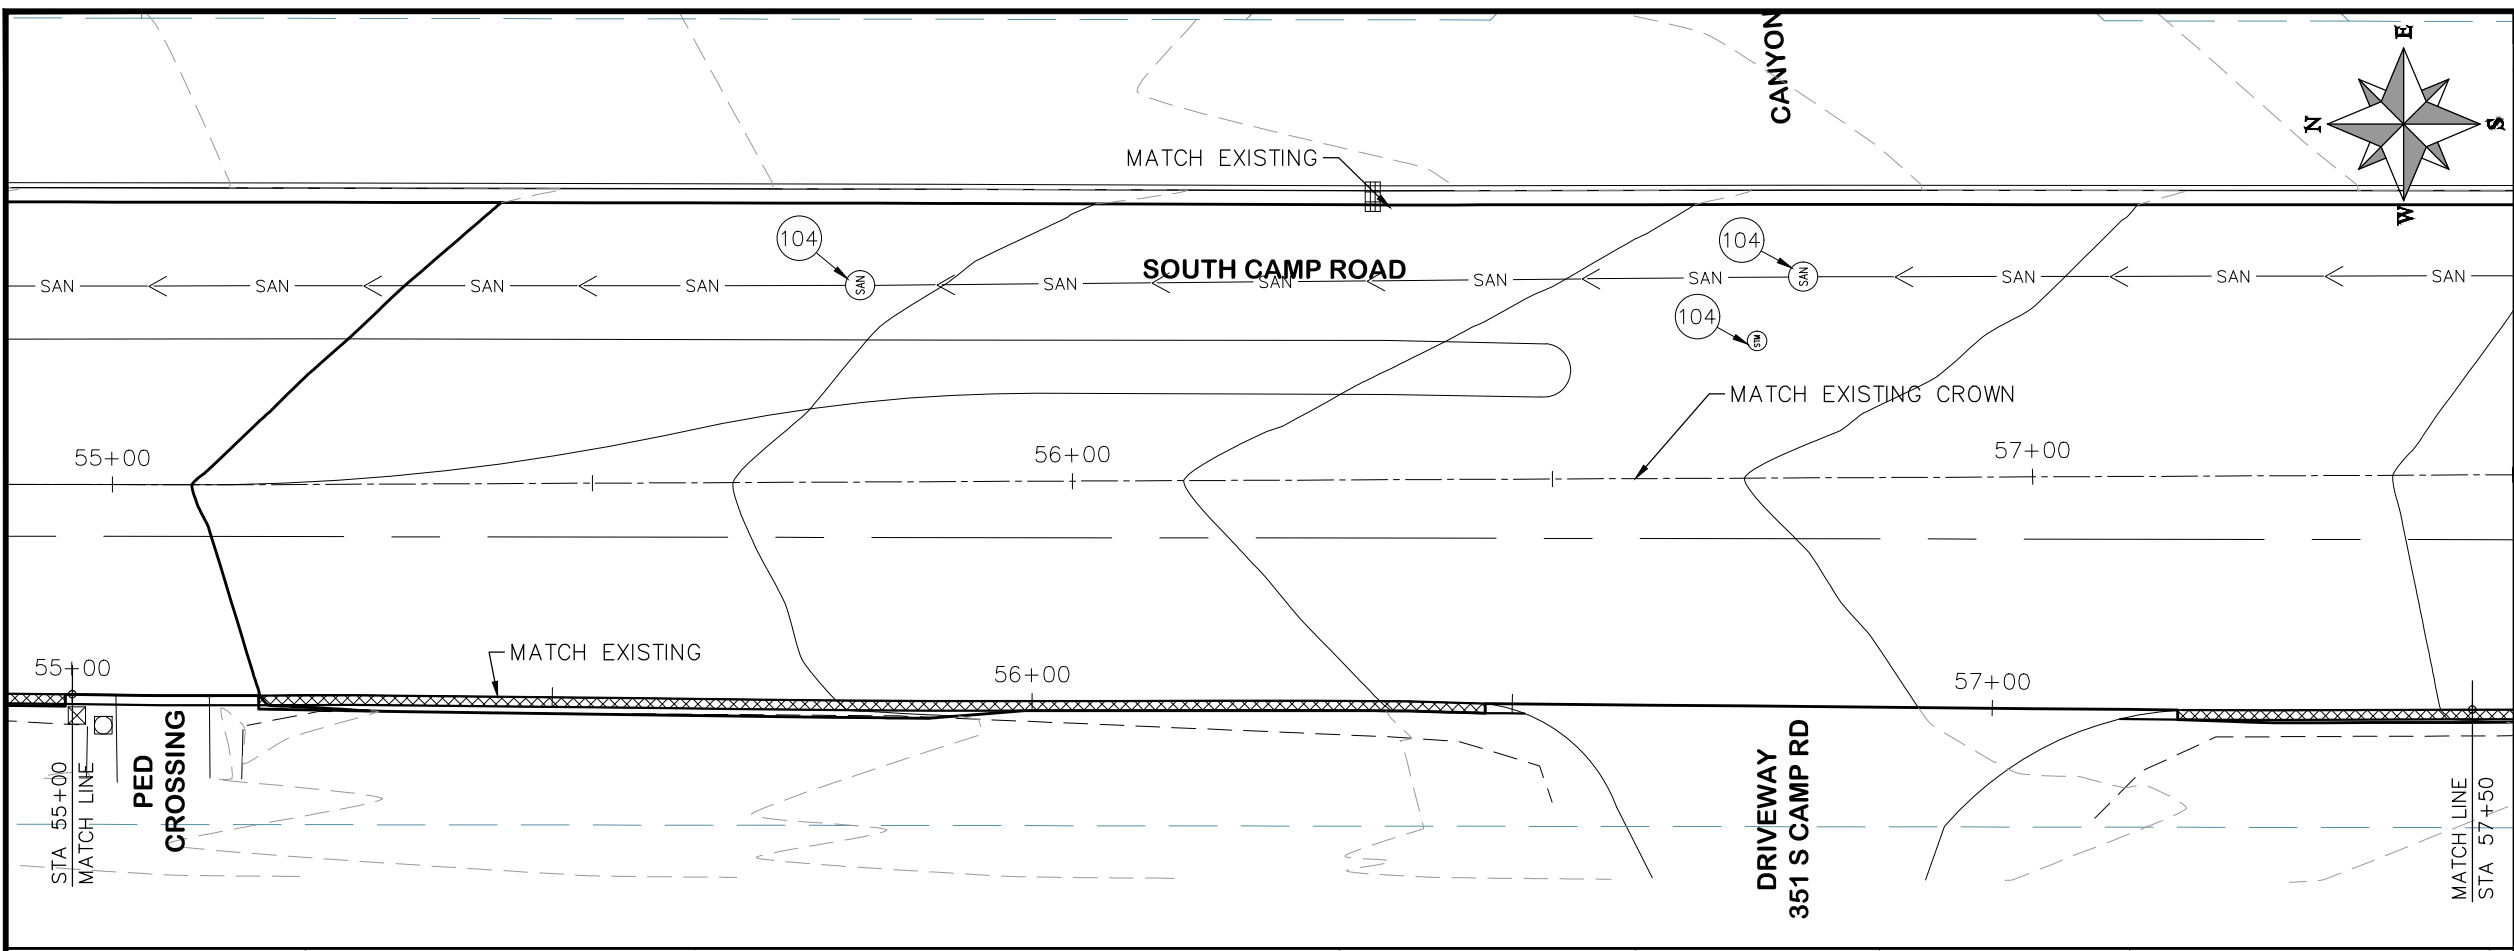 CANYON
E
N
S
W
MATCH EXISTING
104
104
SOUTH CAMP ROAD
SAN
SAN
SAN
SAN
SAN
SAN
SAN
SAN
SAN
SAN
SAN
SAN
SAN
SAN
104
STM
MATCH EXISTING CROWN
55+00
56+00
57+00
MATCH EXISTING
55+00
56+00
57+00
STA 55+00
MATCH LINE
PED
CROSSING
DRIVEWAY
351 S CAMP RD
MATCH LINE
STA 57+50